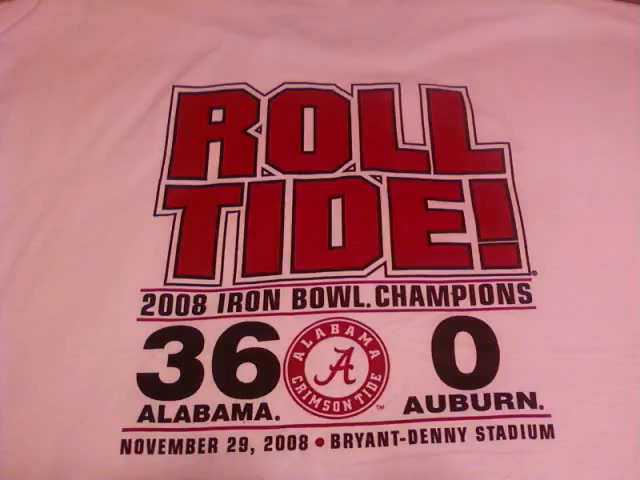 ROLL
TIDE!
2008 IRON BOWL. CHAMPIONS
36 0
ALABAMA CRIMSON TIDE
A
™
ALABAMA. AUBURN.
NOVEMBER 29, 2008 • BRYANT-DENNY STADIUM